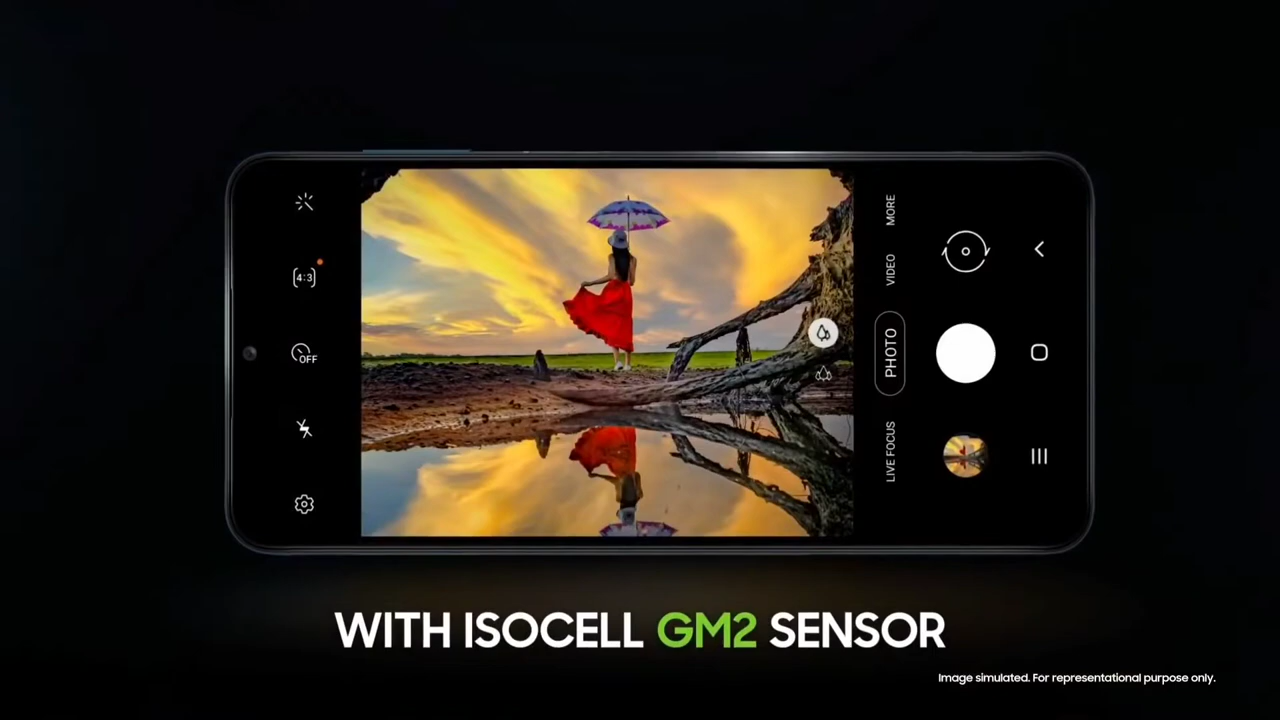 4:3
OFF
MORE
VIDEO
PHOTO
LIVE FOCUS
WITH ISOCELL GM2 SENSOR
Image simulated. For representational purpose only.